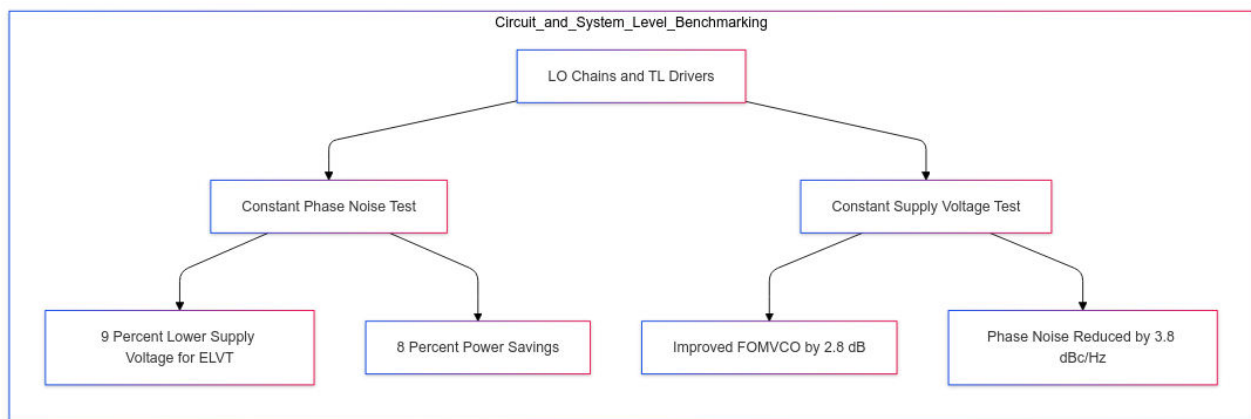 Circuit_and_System_Level_Benchmarking
LO Chains and TL Drivers
Constant Phase Noise Test
Constant Supply Voltage Test
9 Percent Lower Supply
Voltage for ELVT
8 Percent Power Savings
Improved FOMVCO by 2.8 dB
Phase Noise Reduced by 3.8
dBc/Hz